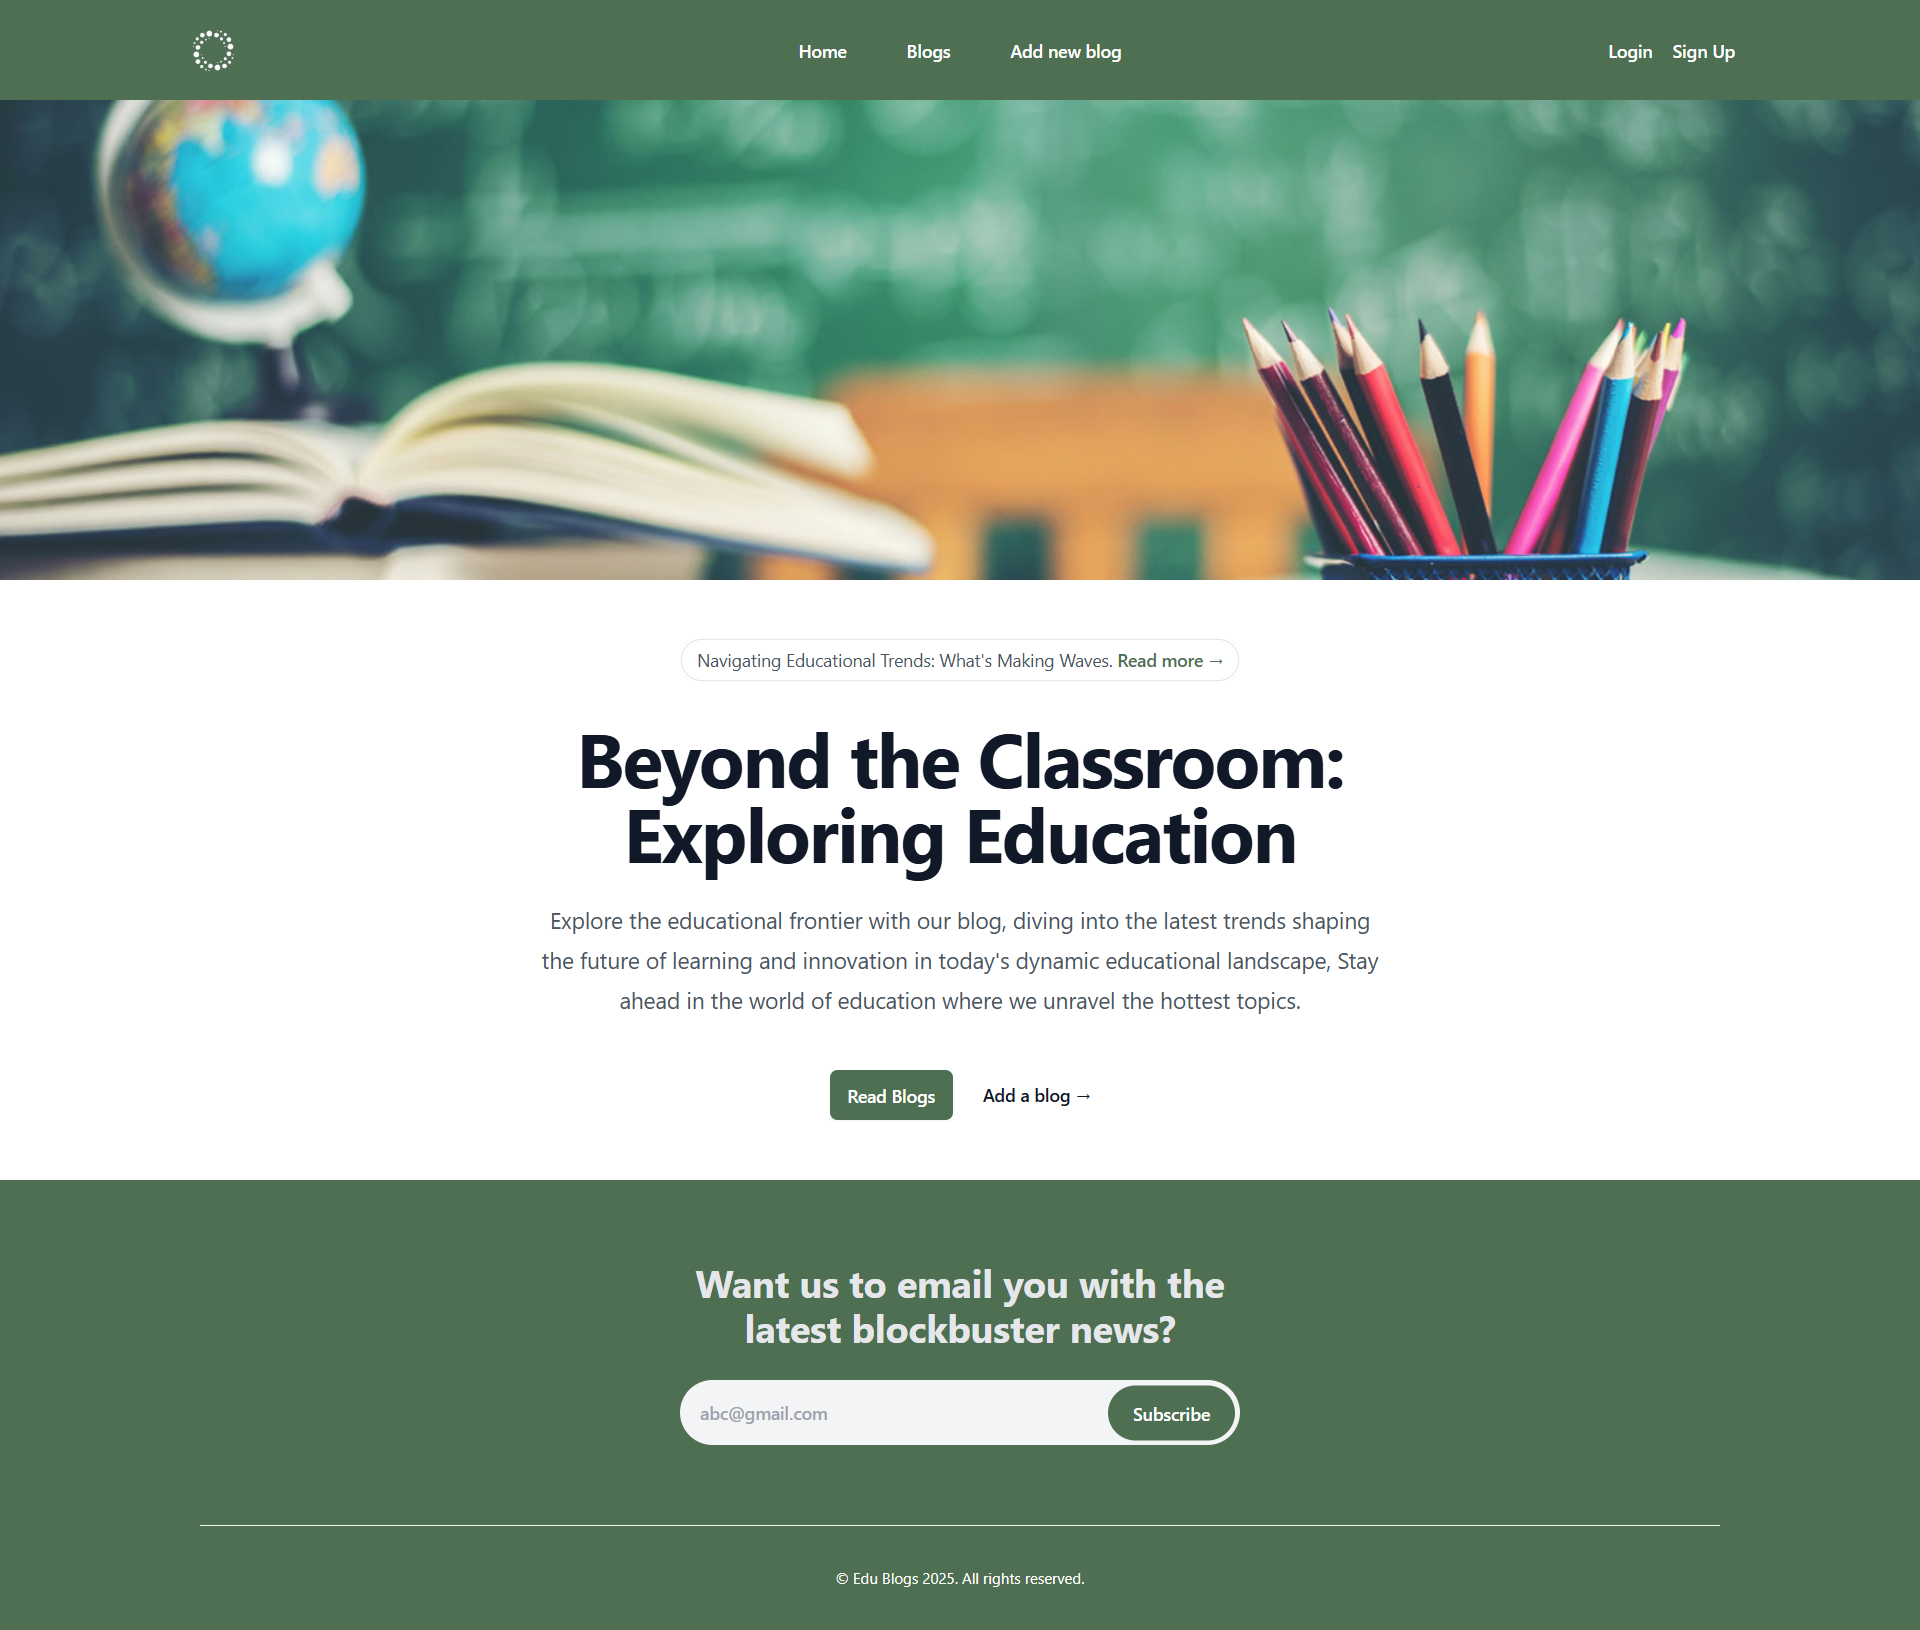 Home Blogs Add new blog Login Sign Up
Navigating Educational Trends: What's Making Waves. Read more →
Beyond the Classroom:
Exploring Education
Explore the educational frontier with our blog, diving into the latest trends shaping
the future of learning and innovation in today's dynamic educational landscape, Stay
ahead in the world of education where we unravel the hottest topics.
Read Blogs Add a blog →
Want us to email you with the
latest blockbuster news?
abc@gmail.com Subscribe
© Edu Blogs 2025. All rights reserved.